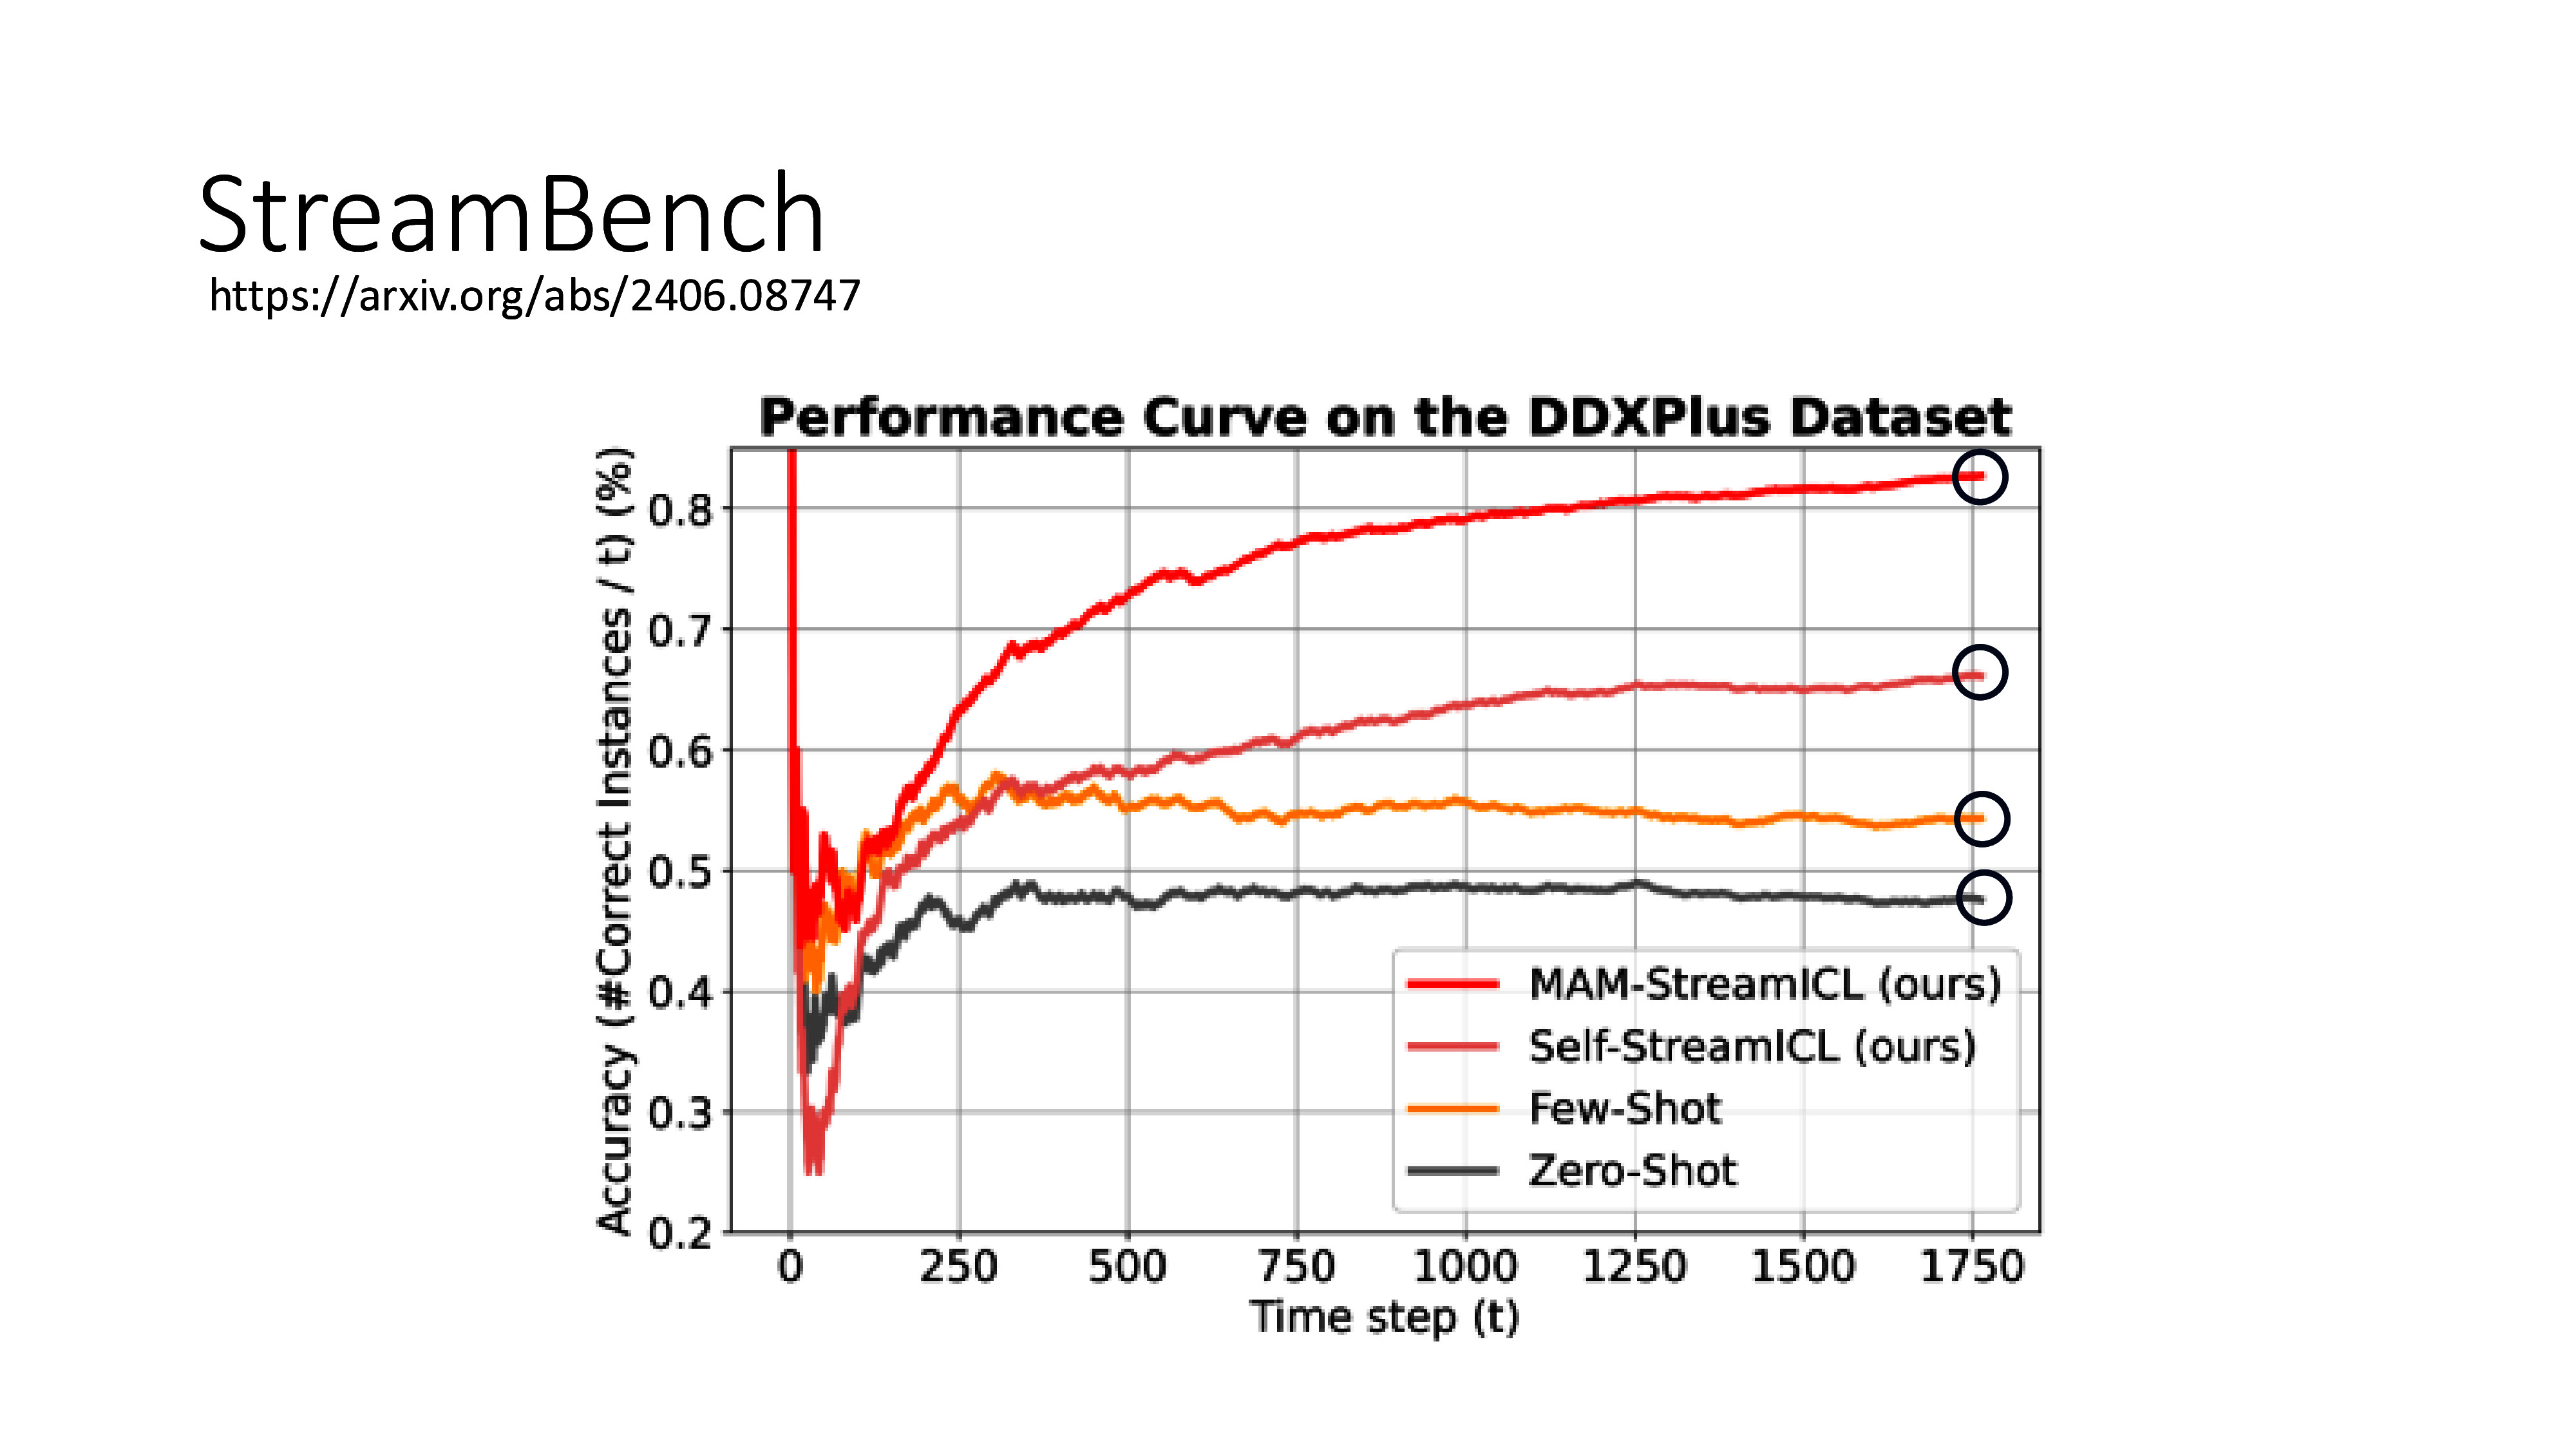 StreamBench
https://arxiv.org/abs/2406.08747
Performance Curve on the DDXPlus Dataset
Accuracy (#Correct Instances / t) (%)
0.8
0.7
0.6
0.5
0.4
0.3
0.2
MAM-StreamICL (ours)
Self-StreamICL (ours)
Few-Shot
Zero-Shot
0 250 500 750 1000 1250 1500 1750
Time step (t)